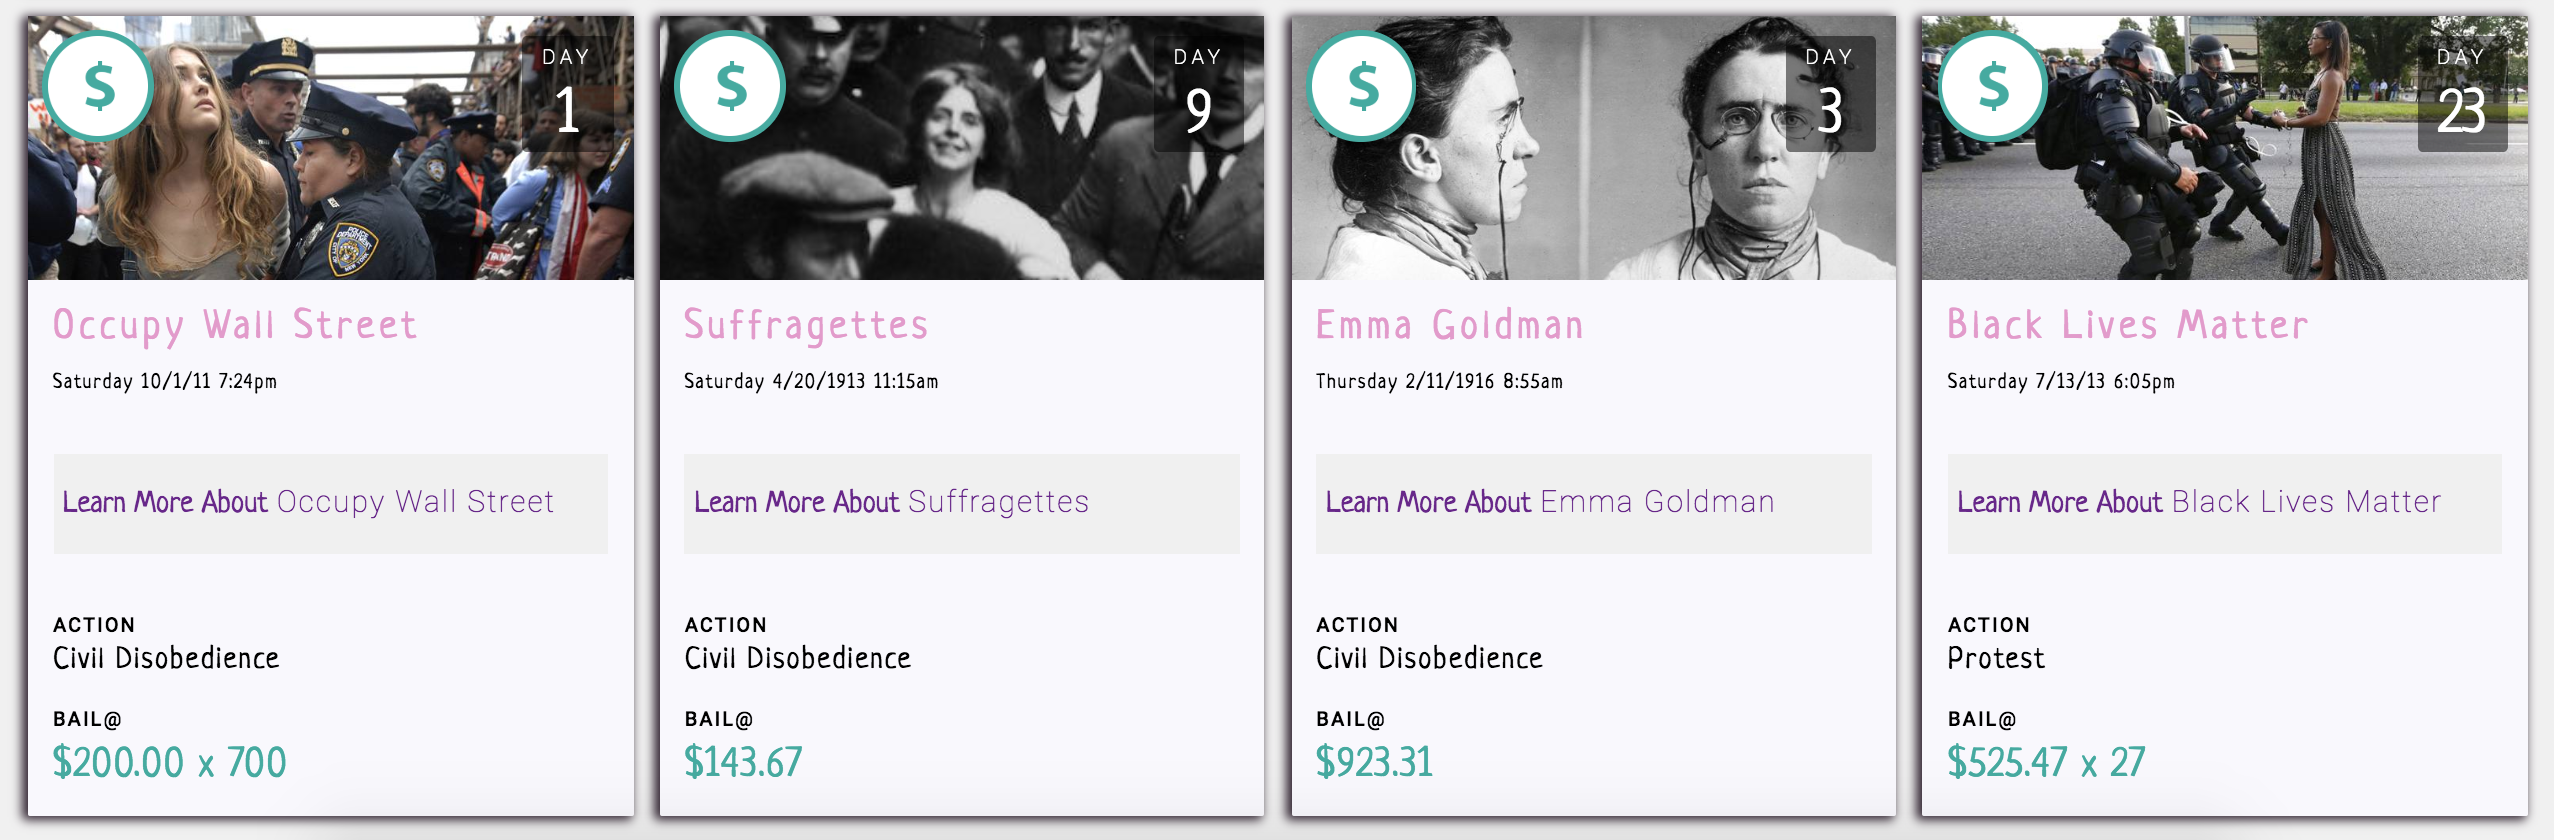 $
DAY
1
Occupy Wall Street
Saturday 10/1/11 7:24pm
Learn More About Occupy Wall Street
ACTION
Civil Disobedience
BAIL@
$200.00 x 700
$
DAY
9
Suffragettes
Saturday 4/20/1913 11:15am
Learn More About Suffragettes
ACTION
Civil Disobedience
BAIL@
$143.67
$
DAY
3
Emma Goldman
Thursday 2/11/1916 8:55am
Learn More About Emma Goldman
ACTION
Civil Disobedience
BAIL@
$923.31
$
DAY
23
Black Lives Matter
Saturday 7/13/13 6:05pm
Learn More About Black Lives Matter
ACTION
Protest
BAIL@
$525.47 x 27